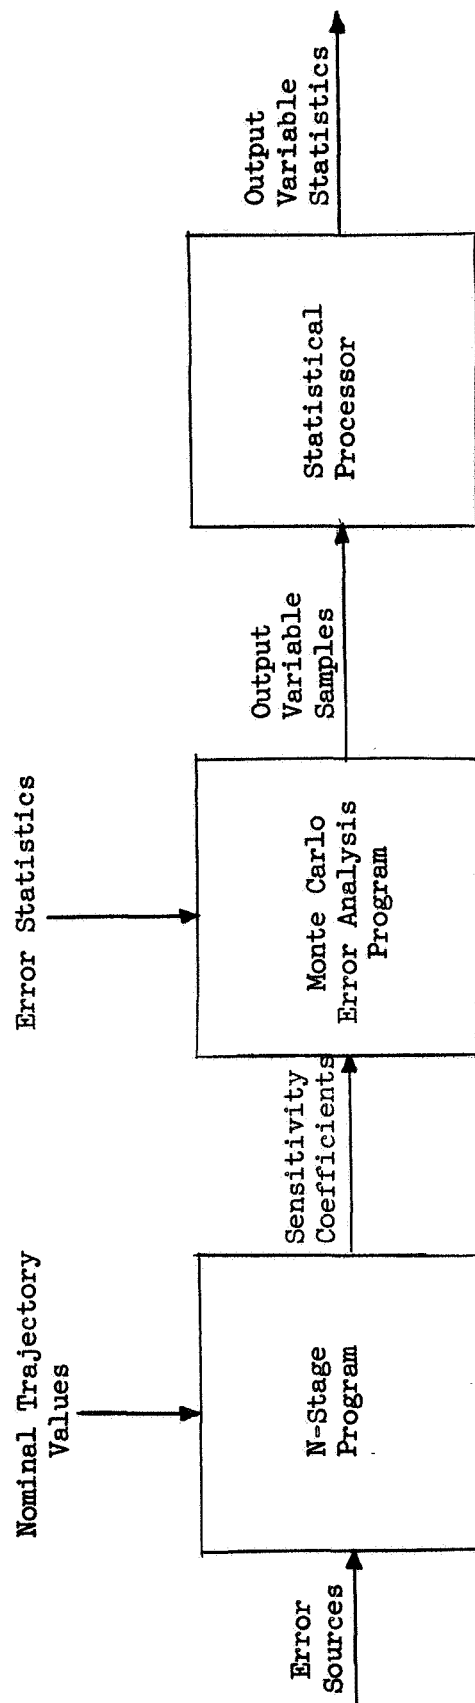 Error
Sources
Nominal Trajectory
Values
N-Stage
Program
Sensitivity
Coefficients
Error Statistics
Monte Carlo
Error Analysis
Program
Output
Variable
Samples
Statistical
Processor
Output
Variable
Statistics